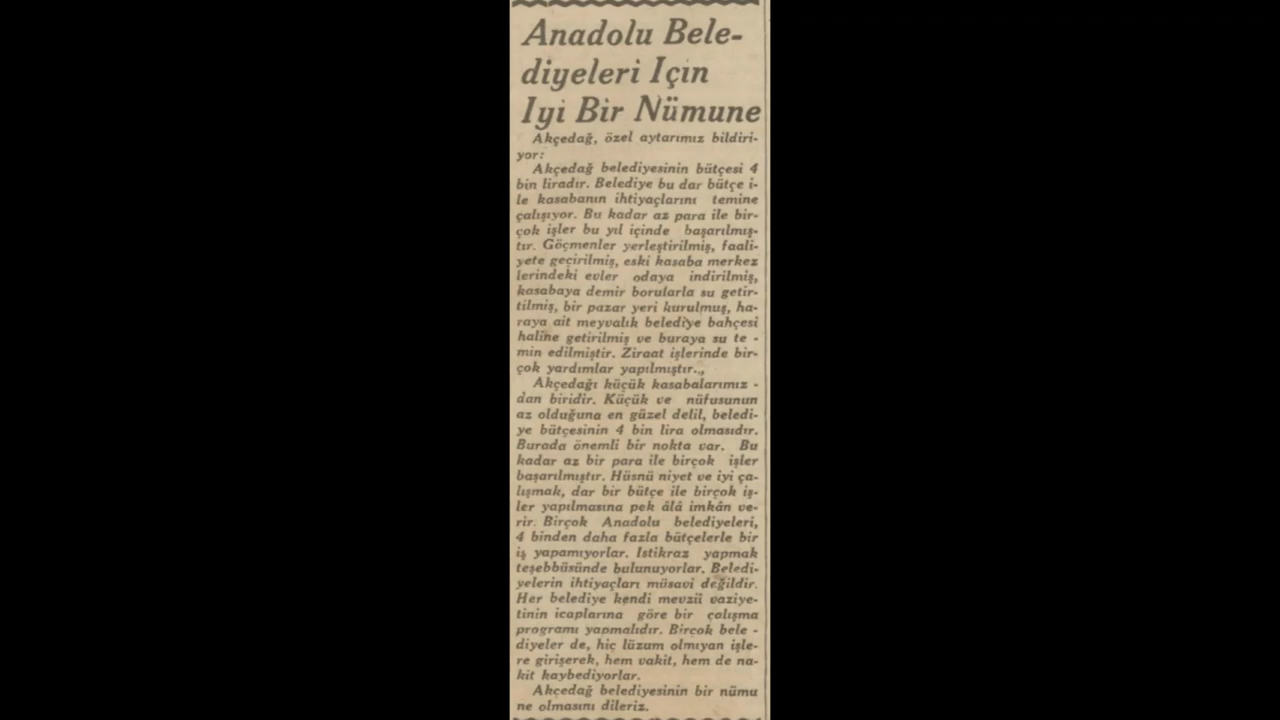 Anadolu Bele-
diyeleri Için
Iyi Bir Nümune
Akçedağ, özel aytarımız bildiri-
yor:
Akçedağ belediyesinin bütçesi 4
bin liradır. Belediye bu dar bütçe i-
le kasabanın ihtiyaçlarını temine
çalışıyor. Bu kadar az para ile bir-
çok işler bu yıl içinde başarılmış-
tır. Göçmenler yerleştirilmiş, faali-
yete geçirilmiş, eski kasaba merkez
lerindeki evler odaya indirilmiş,
kasabaya demir borularla su getir-
tilmiş, bir pazar yeri kurulmuş, ha-
raya ait meyvalık belediye bahçesi
haline getirilmiş ve buraya su te -
min edilmiştir. Ziraat işlerinde bir-
çok yardımlar yapılmıştır.„
Akçedağı küçük kasabalarımız -
dan biridir. Küçük ve nüfusunun
az olduğuna en güzel delil, beledi-
ye bütçesinin 4 bin lira olmasıdır.
Burada önemli bir nokta var. Bu
kadar az bir para ile birçok işler
başarılmıştır. Hüsnü niyet ve iyi ça-
lışmak, dar bir bütçe ile birçok iş-
ler yapılmasına pek âlâ imkân ve-
rir. Birçok Anadolu belediyeleri,
4 binden daha fazla bütçelerle bir
iş yapamıyorlar. Istikraz yapmak
teşebbüsünde bulunuyorlar. Beledi-
yelerin ihtiyaçları müsavi değildir.
Her belediye kendi mevzii vaziye-
tinin icaplarına göre bir çalışma
programı yapmalıdır. Birçok bele -
diyeler de, hiç lüzum olmıyan işle-
re girişerek, hem vakit, hem de na-
kit kaybediyorlar.
Akçedağ belediyesinin bir nümu
ne olmasını dileriz.